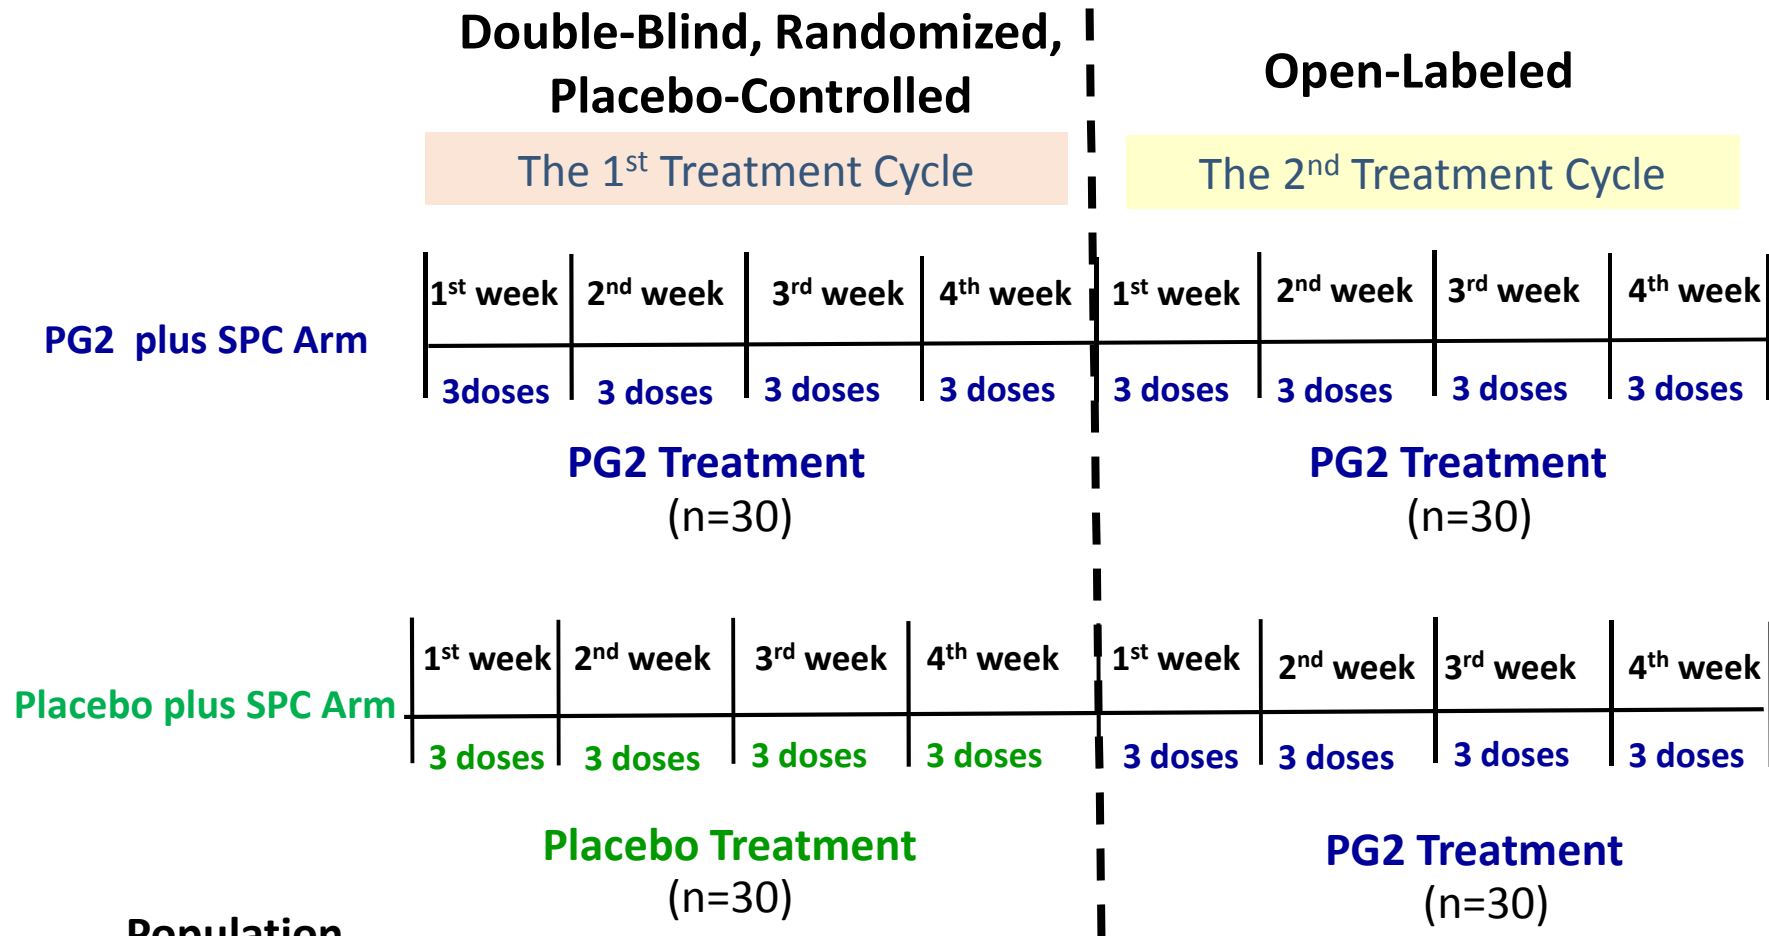 Double-Blind, Randomized,
Placebo-Controlled
Open-Labeled
The 1st Treatment Cycle
The 2nd Treatment Cycle
PG2 plus SPC Arm
1st week 2nd week 3rd week 4th week 1st week 2nd week 3rd week 4th week
3doses 3 doses 3 doses 3 doses 3 doses 3 doses 3 doses 3 doses
PG2 Treatment
(n=30)
PG2 Treatment
(n=30)
Placebo plus SPC Arm
1st week 2nd week 3rd week 4th week 1st week 2nd week 3rd week 4th week
3 doses 3 doses 3 doses 3 doses 3 doses 3 doses 3 doses 3 doses
Placebo Treatment
(n=30)
PG2 Treatment
(n=30)
Population